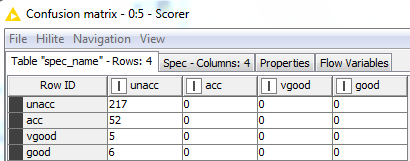 Confusion matrix - 0:5 - Scorer
File Hilite Navigation View
Table "spec_name" - Rows: 4 Spec - Columns: 4 Properties Flow Variables
Row ID I unacc I acc I vgood I good
unacc 217 0 0 0
acc 52 0 0 0
vgood 5 0 0 0
good 6 0 0 0